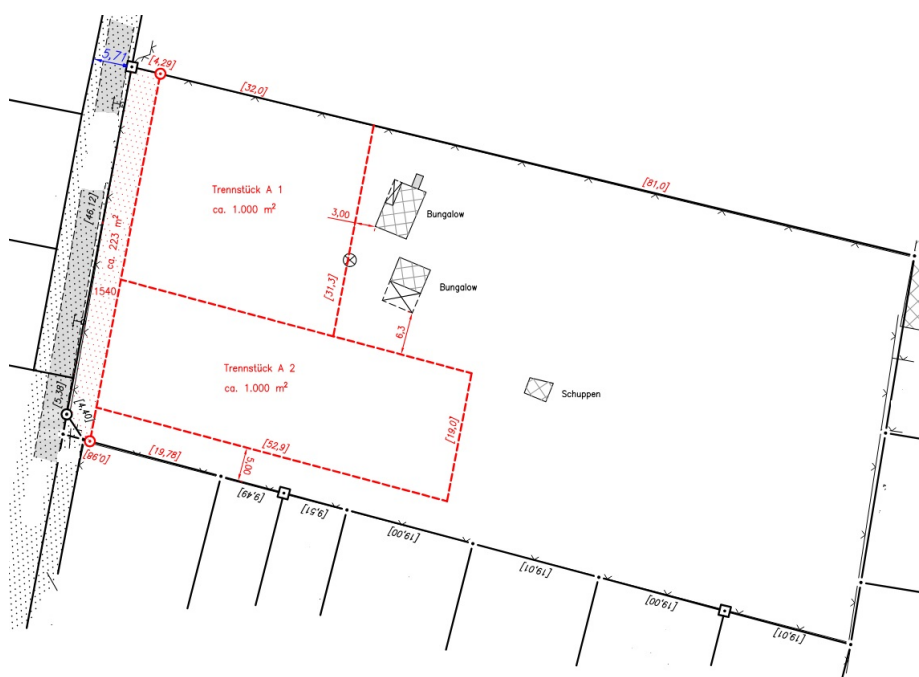 5,71
[4,29]
[32,0]
[81,0]
Trennstück A 1
ca. 1.000 m²
3,00
Bungalow
[46,12]
ca. 223 m²
[31,3]
Bungalow
1540
6,3
Trennstück A 2
ca. 1.000 m²
Schuppen
[5,38]
[4,40]
[19,0]
[52,9]
[0,98]
[19,78]
5,00
[9,49]
[9,51]
[19,00]
[19,01]
[19,00]
[19,01]